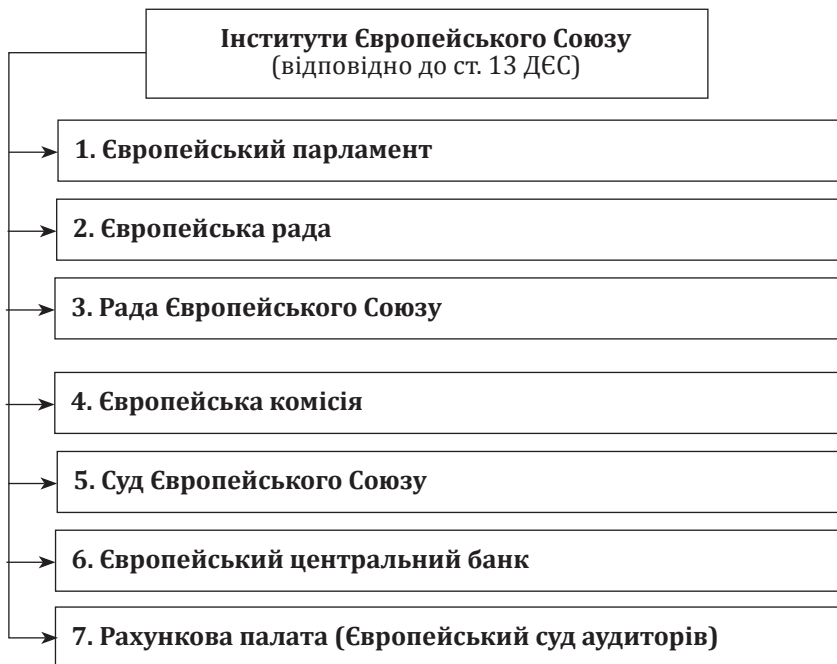 Інститути Європейського Союзу
(відповідно до ст. 13 ДЄС)
1. Європейський парламент
2. Європейська рада
3. Рада Європейського Союзу
4. Європейська комісія
5. Суд Європейського Союзу
6. Європейський центральний банк
7. Рахункова палата (Європейський суд аудиторів)